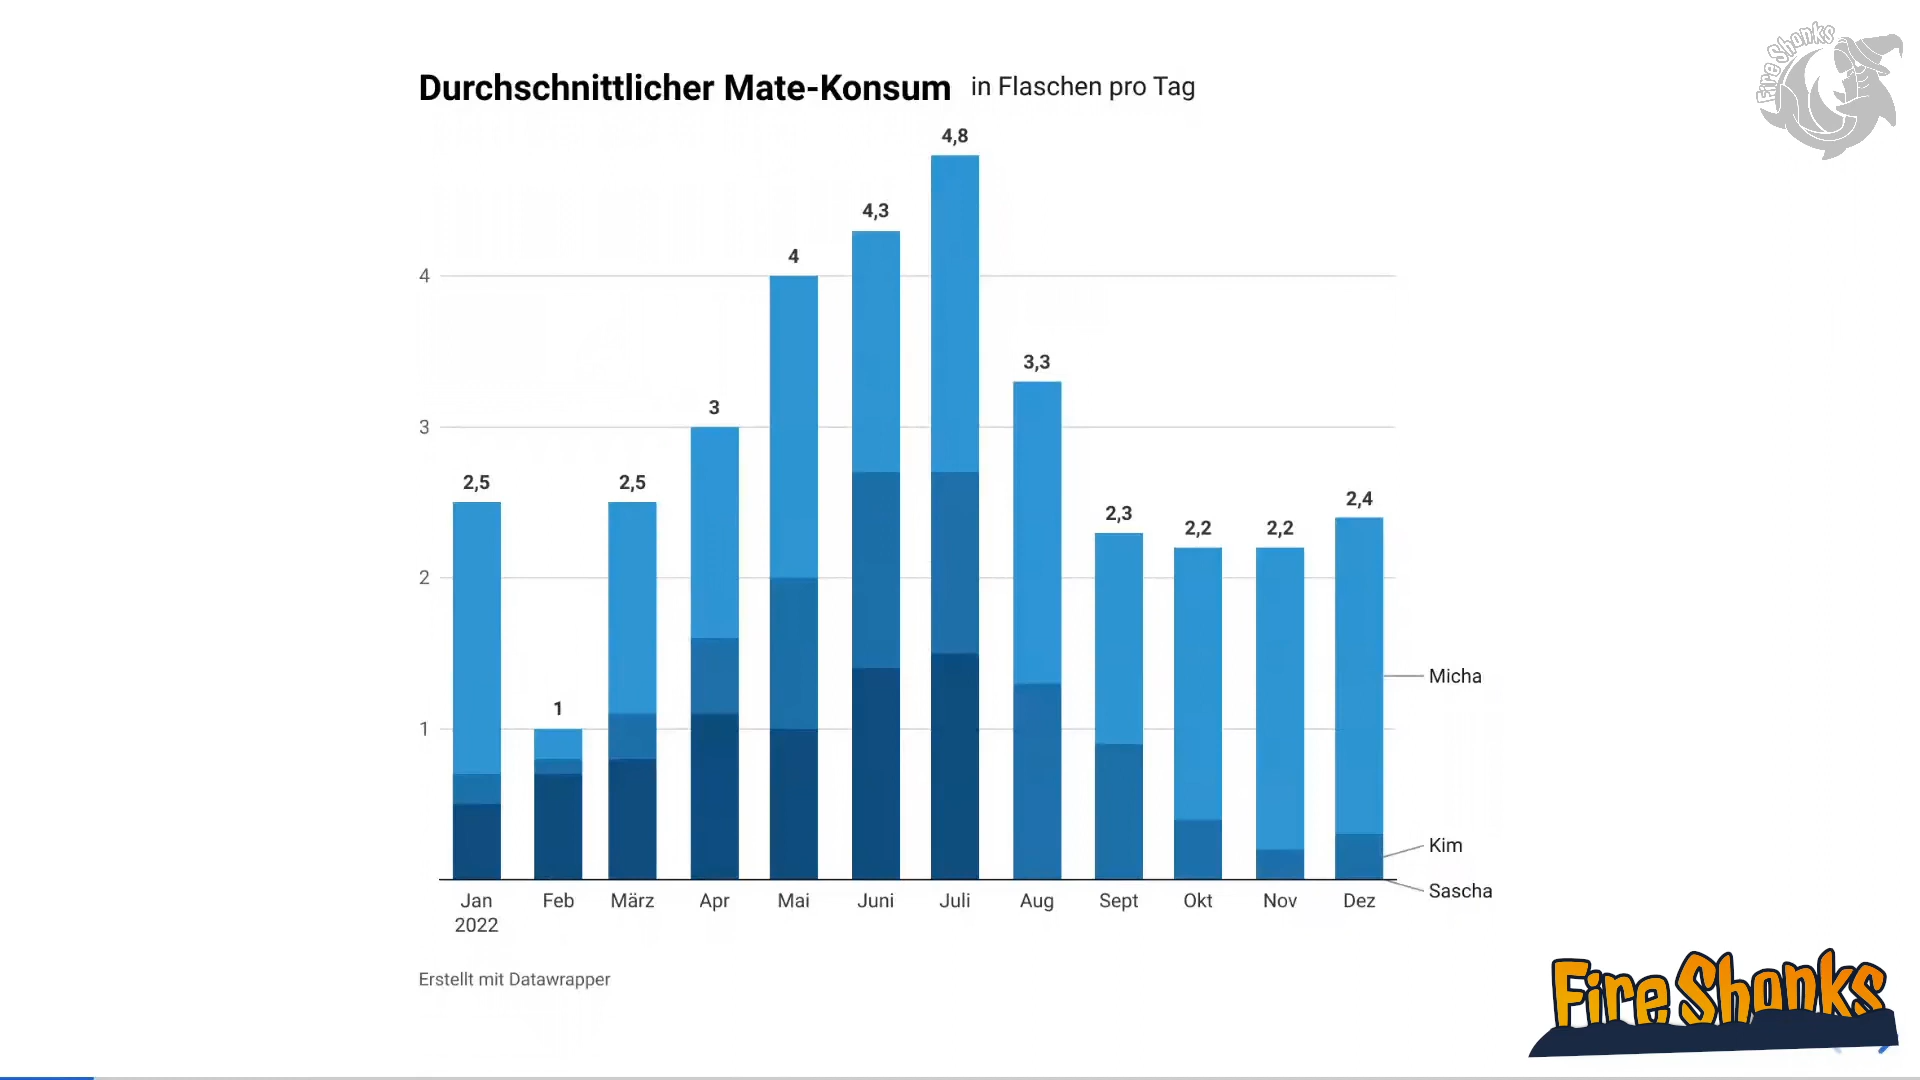 Fire Shonks
Durchschnittlicher Mate-Konsum in Flaschen pro Tag
4,8
4,3
4
4
3,3
3
3
2,5
2,5
2,4
2,3
2,2
2,2
2
1
1
Micha
Kim
Sascha
Jan Feb März Apr Mai Juni Juli Aug Sept Okt Nov Dez
2022
Erstellt mit Datawrapper
Fire Shonks